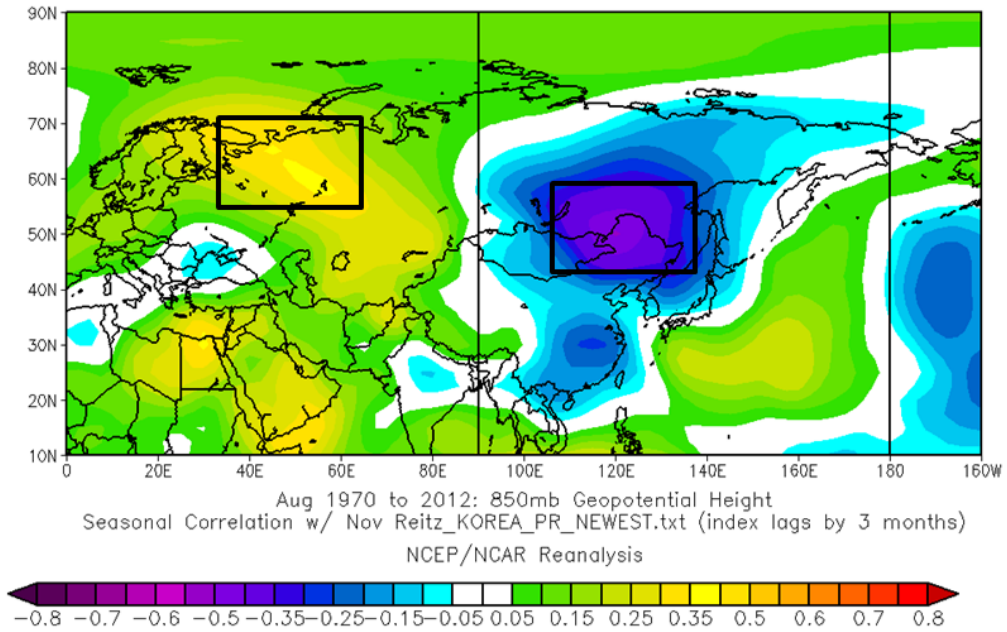 90N
80N
70N
60N
50N
40N
30N
20N
10N
0 20E 40E 60E 80E 100E 120E 140E 160E 180 160W
Aug 1970 to 2012: 850mb Geopotential Height
Seasonal Correlation w/ Nov Reitz_KOREA_PR_NEWEST.txt (index lags by 3 months)
NCEP/NCAR Reanalysis
-0.8 -0.7 -0.6 -0.5 -0.35 -0.25 -0.15 -0.05 0.05 0.15 0.25 0.35 0.5 0.6 0.7 0.8